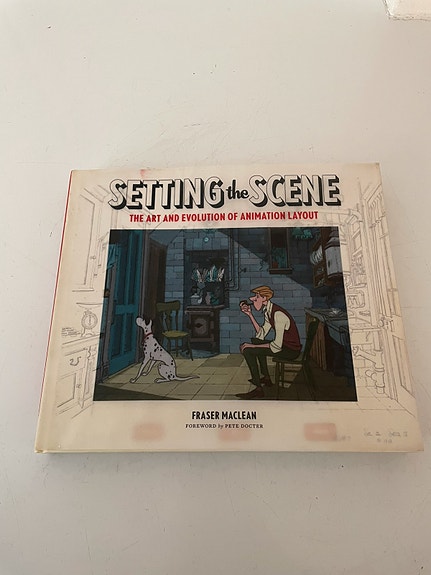 SETTING the SCENE
THE ART AND EVOLUTION OF ANIMATION LAYOUT
FRASER MACLEAN
FOREWORD by PETE DOCTER